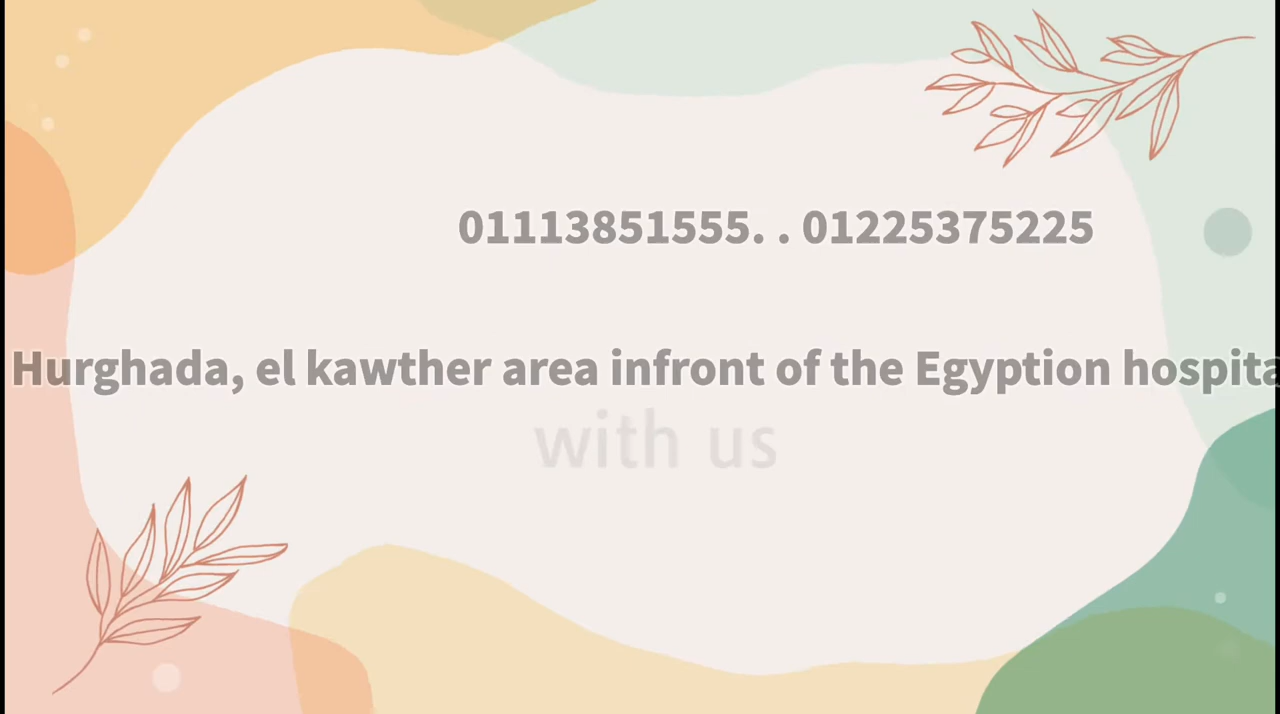 01113851555. . 01225375225
Hurghada, el kawther area infront of the Egyption hospita
with us